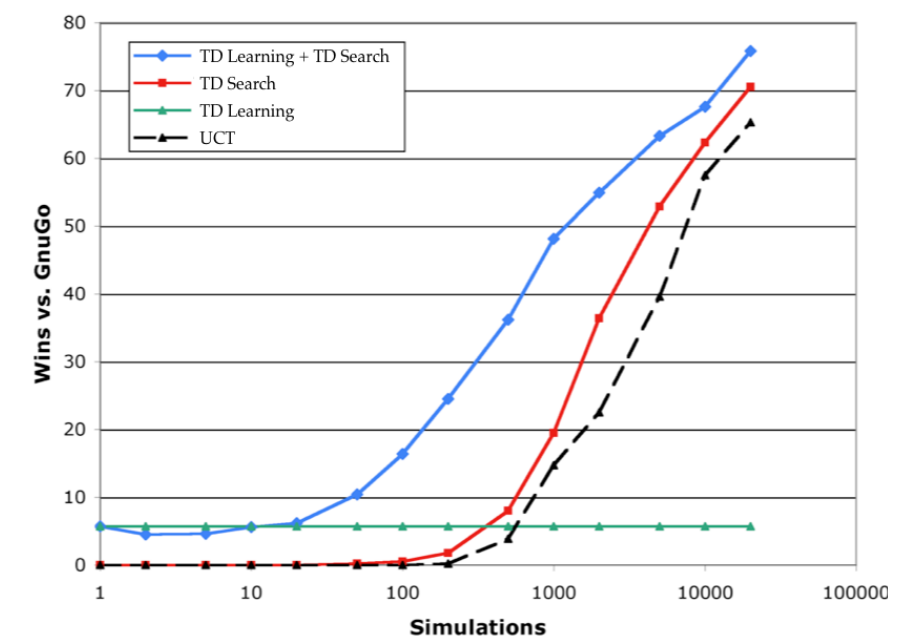 80
70
60
50
40
30
20
10
0
Wins vs. GnuGo
TD Learning + TD Search
TD Search
TD Learning
UCT
1 10 100 1000 10000 100000
Simulations